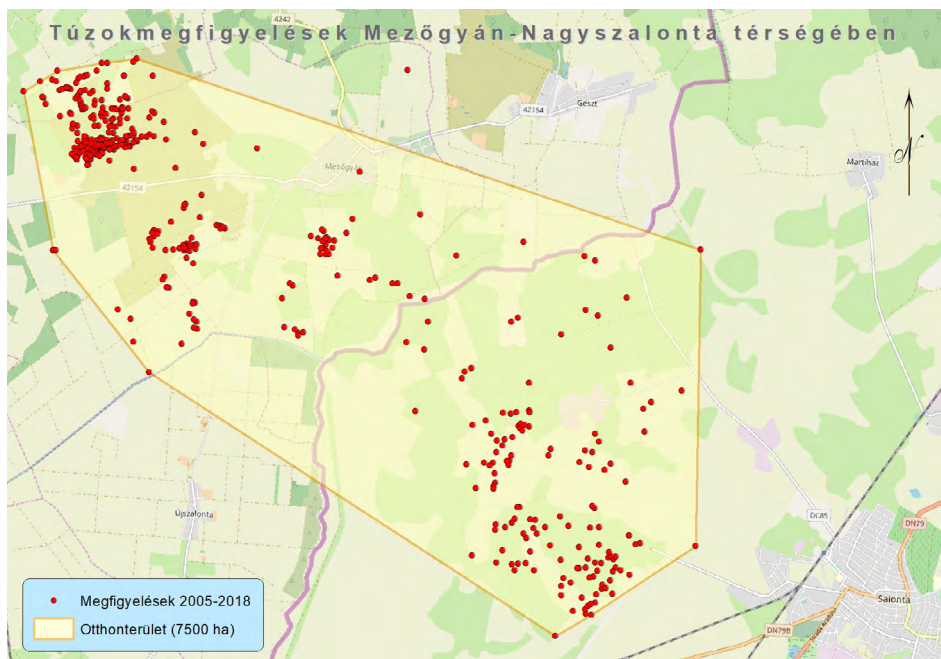 Túzokmegfigyelések Mezőgyán-Nagyszalonta térségében
4242
42154
Geszt
N
Mezőgyán
Martihaz
42154
Újszalonta
DC85
DN79
Salonta
DN79B
Megfigyelések 2005-2018
Otthonterület (7500 ha)